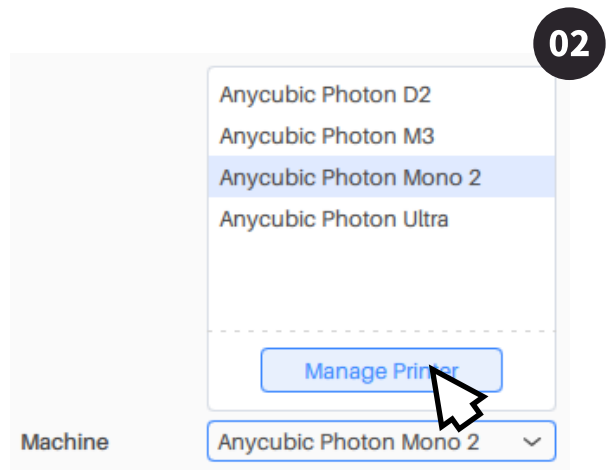 02
Anycubic Photon D2
Anycubic Photon M3
Anycubic Photon Mono 2
Anycubic Photon Ultra
Manage Printer
Machine Anycubic Photon Mono 2